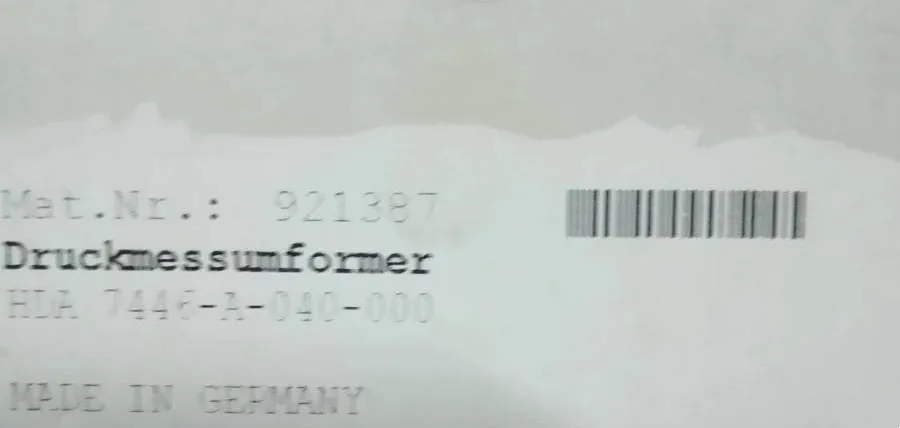 Mat.Nr.: 921387
Druckmessumformer
HDA 7446-A-040-000
MADE IN GERMANY